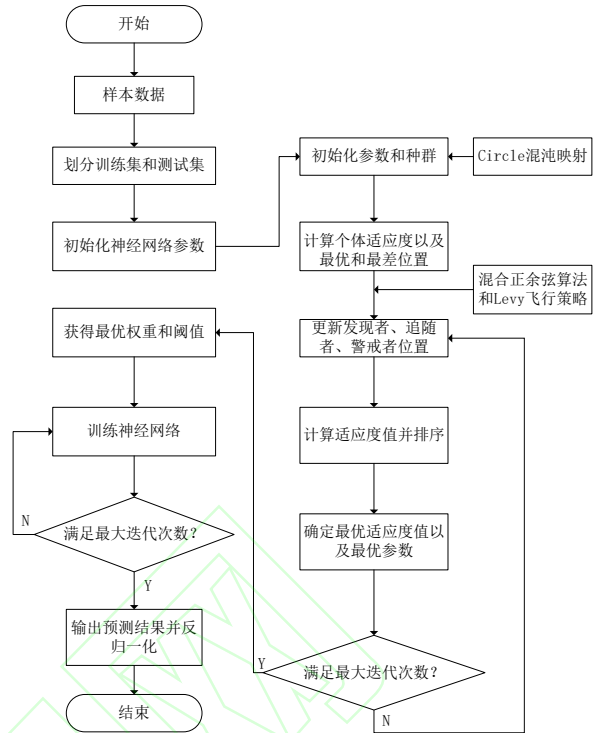 开始
样本数据
划分训练集和测试集
初始化神经网络参数
初始化参数和种群
Circle混沌映射
计算个体适应度以及
最优和最差位置
混合正余弦算法
和Levy飞行策略
更新发现者、追随
者、警戒者位置
计算适应度值并排序
确定最优适应度值以
及最优参数
满足最大迭代次数？
Y
N
获得最优权重和阈值
训练神经网络
满足最大迭代次数？
N
Y
输出预测结果并反
归一化
结束